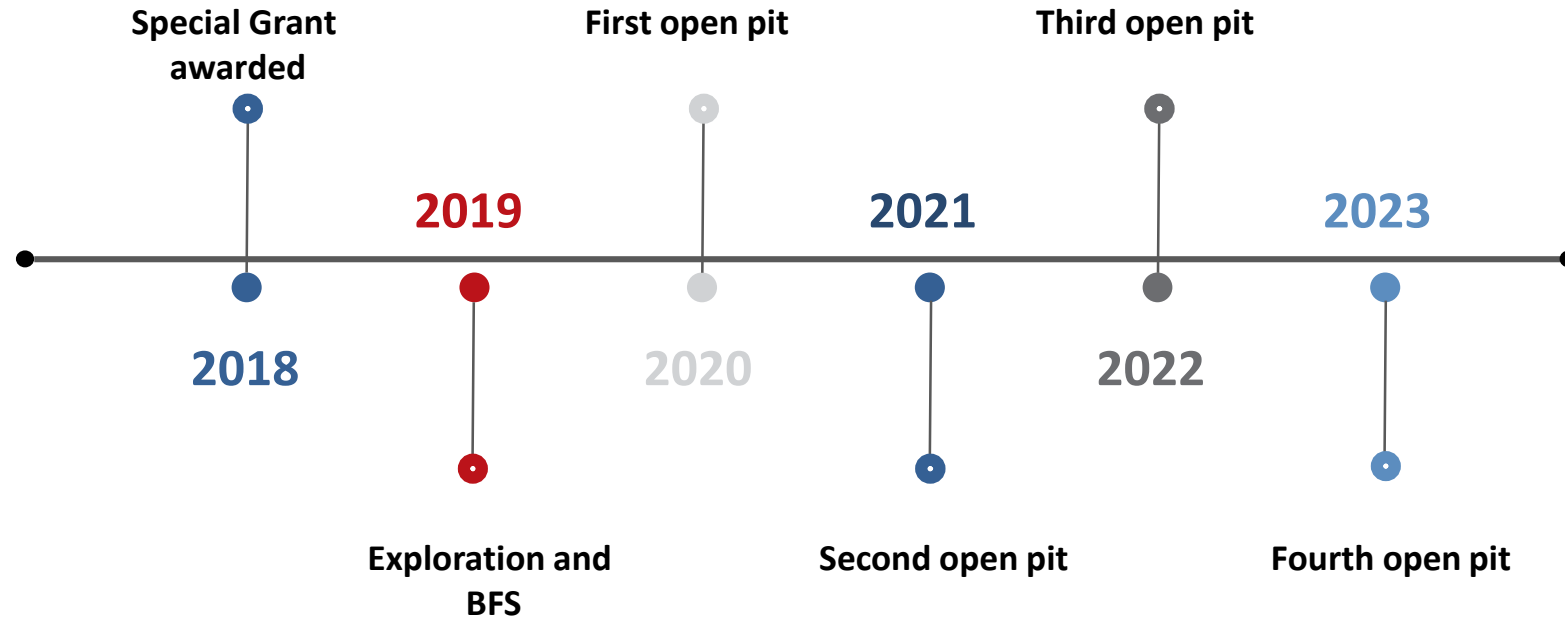 Special Grant
awarded
First open pit
Third open pit
2019
2021
2023
2018
2020
2022
Exploration and
BFS
Second open pit
Fourth open pit